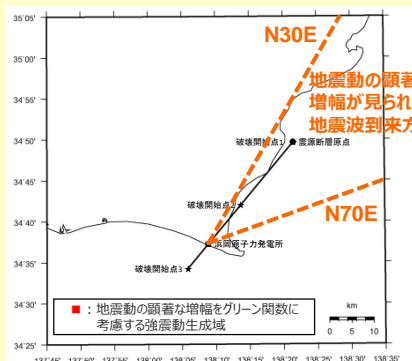 35°05'
N30E
35°00'
地震動の顕著
増幅が見られ
地震波到来方
34°55'
34°50'
破壊開始点1
震源断層原点
34°45'
N70E
破壊開始点2
34°40'
浜岡原子力発電所
34°35'
破壊開始点3
34°30'
km
0 5 10
■：地震動の顕著な増幅をグリーン関数に
考慮する強震動生成域
34°25'
138°00' 138°05' 138°10' 138°15' 138°20' 138°25' 138°30' 138°35'